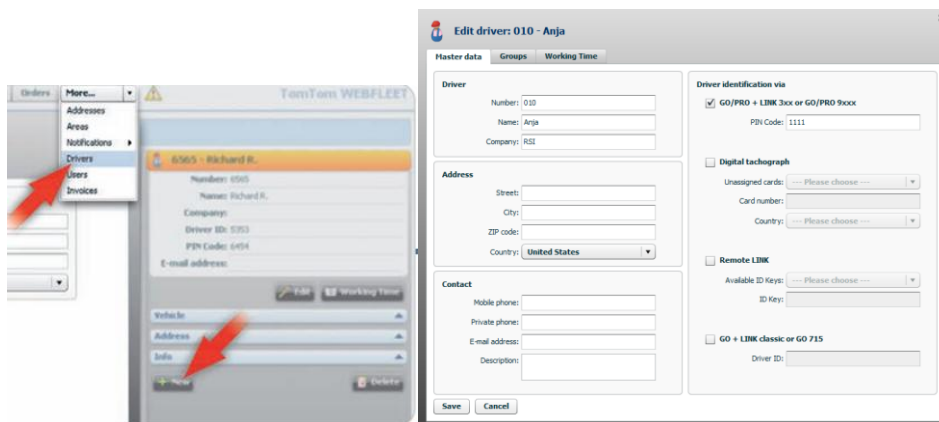 Orders More...
TomTom WEBFLEET
Addresses
Areas
Notifications
Drivers
Users
Invoices
6565 - Richard R.
Number: 6565
Name: Richard R.
Company:
Driver ID: 5353
PIN Code: 6454
E-mail address:
Edit Working Time
Vehicle
Address
Info
New Delete
Edit driver: 010 - Anja
Master data Groups Working Time
Driver
Number: 010
Name: Anja
Company: RSI
Address
Street:
City:
ZIP code:
Country: United States
Contact
Mobile phone:
Private phone:
E-mail address:
Description:
Save Cancel
Driver identification via
GO/PRO + LINK 3xx or GO/PRO 9xxx
PIN Code: 1111
Digital tachograph
Unassigned cards: --- Please choose ---
Card number:
Country: --- Please choose ---
Remote LINK
Available ID Keys: --- Please choose ---
ID Key:
GO + LINK classic or GO 715
Driver ID: